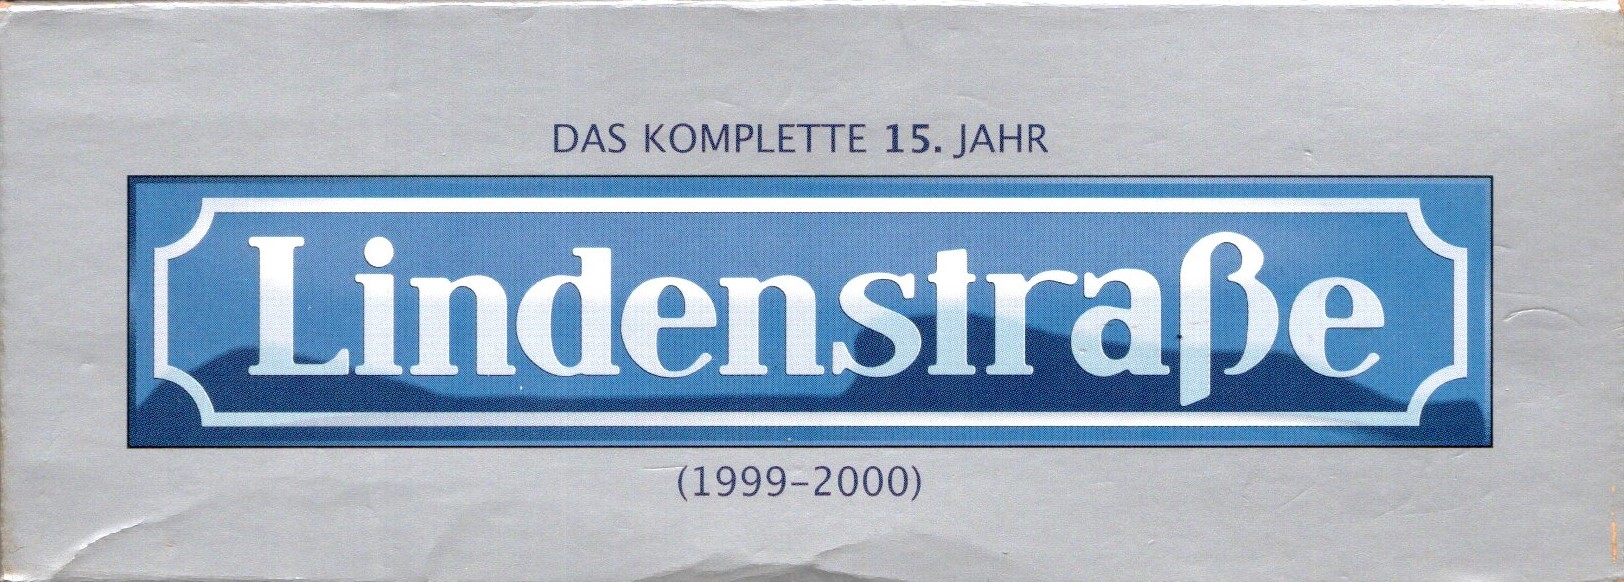 DAS KOMPLETTE 15. JAHR
Lindenstraße
(1999–2000)